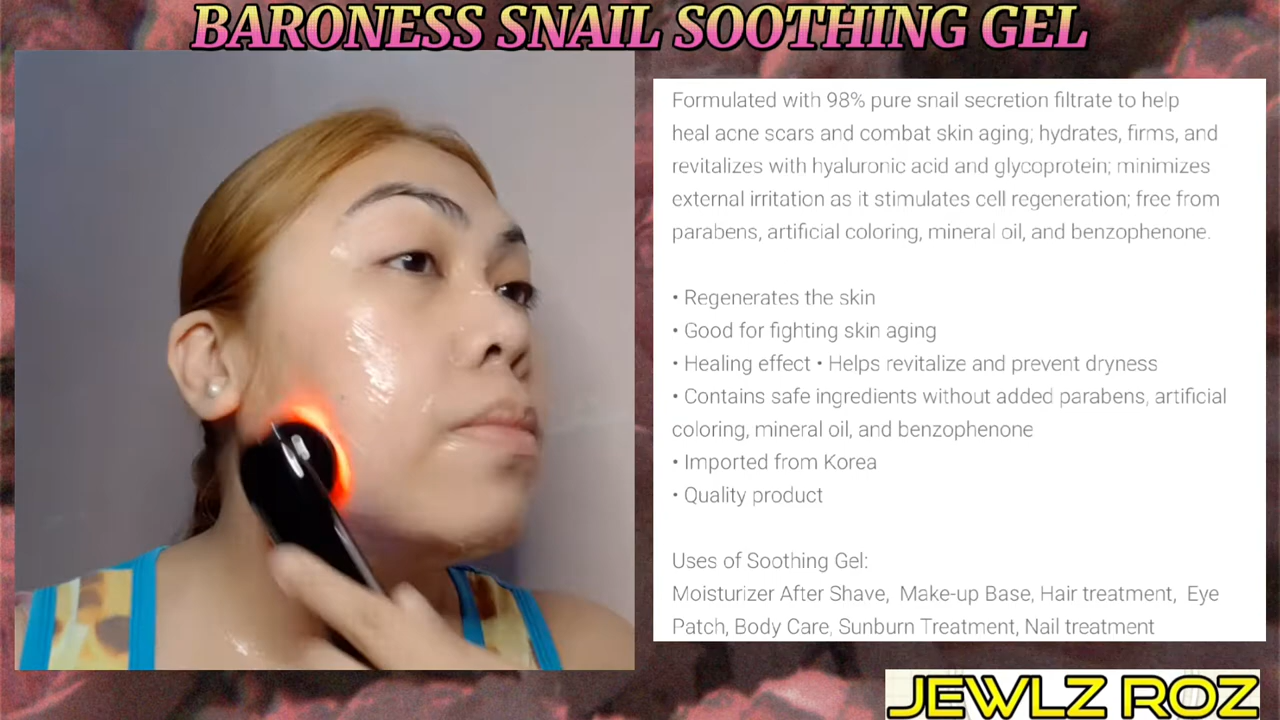 BARONESS SNAIL SOOTHING GEL
Formulated with 98% pure snail secretion filtrate to help
heal acne scars and combat skin aging; hydrates, firms, and
revitalizes with hyaluronic acid and glycoprotein; minimizes
external irritation as it stimulates cell regeneration; free from
parabens, artificial coloring, mineral oil, and benzophenone.
• Regenerates the skin
• Good for fighting skin aging
• Healing effect • Helps revitalize and prevent dryness
• Contains safe ingredients without added parabens, artificial
coloring, mineral oil, and benzophenone
• Imported from Korea
• Quality product
Uses of Soothing Gel:
Moisturizer After Shave,  Make-up Base, Hair treatment,  Eye
Patch, Body Care, Sunburn Treatment, Nail treatment
JEWLZ ROZ